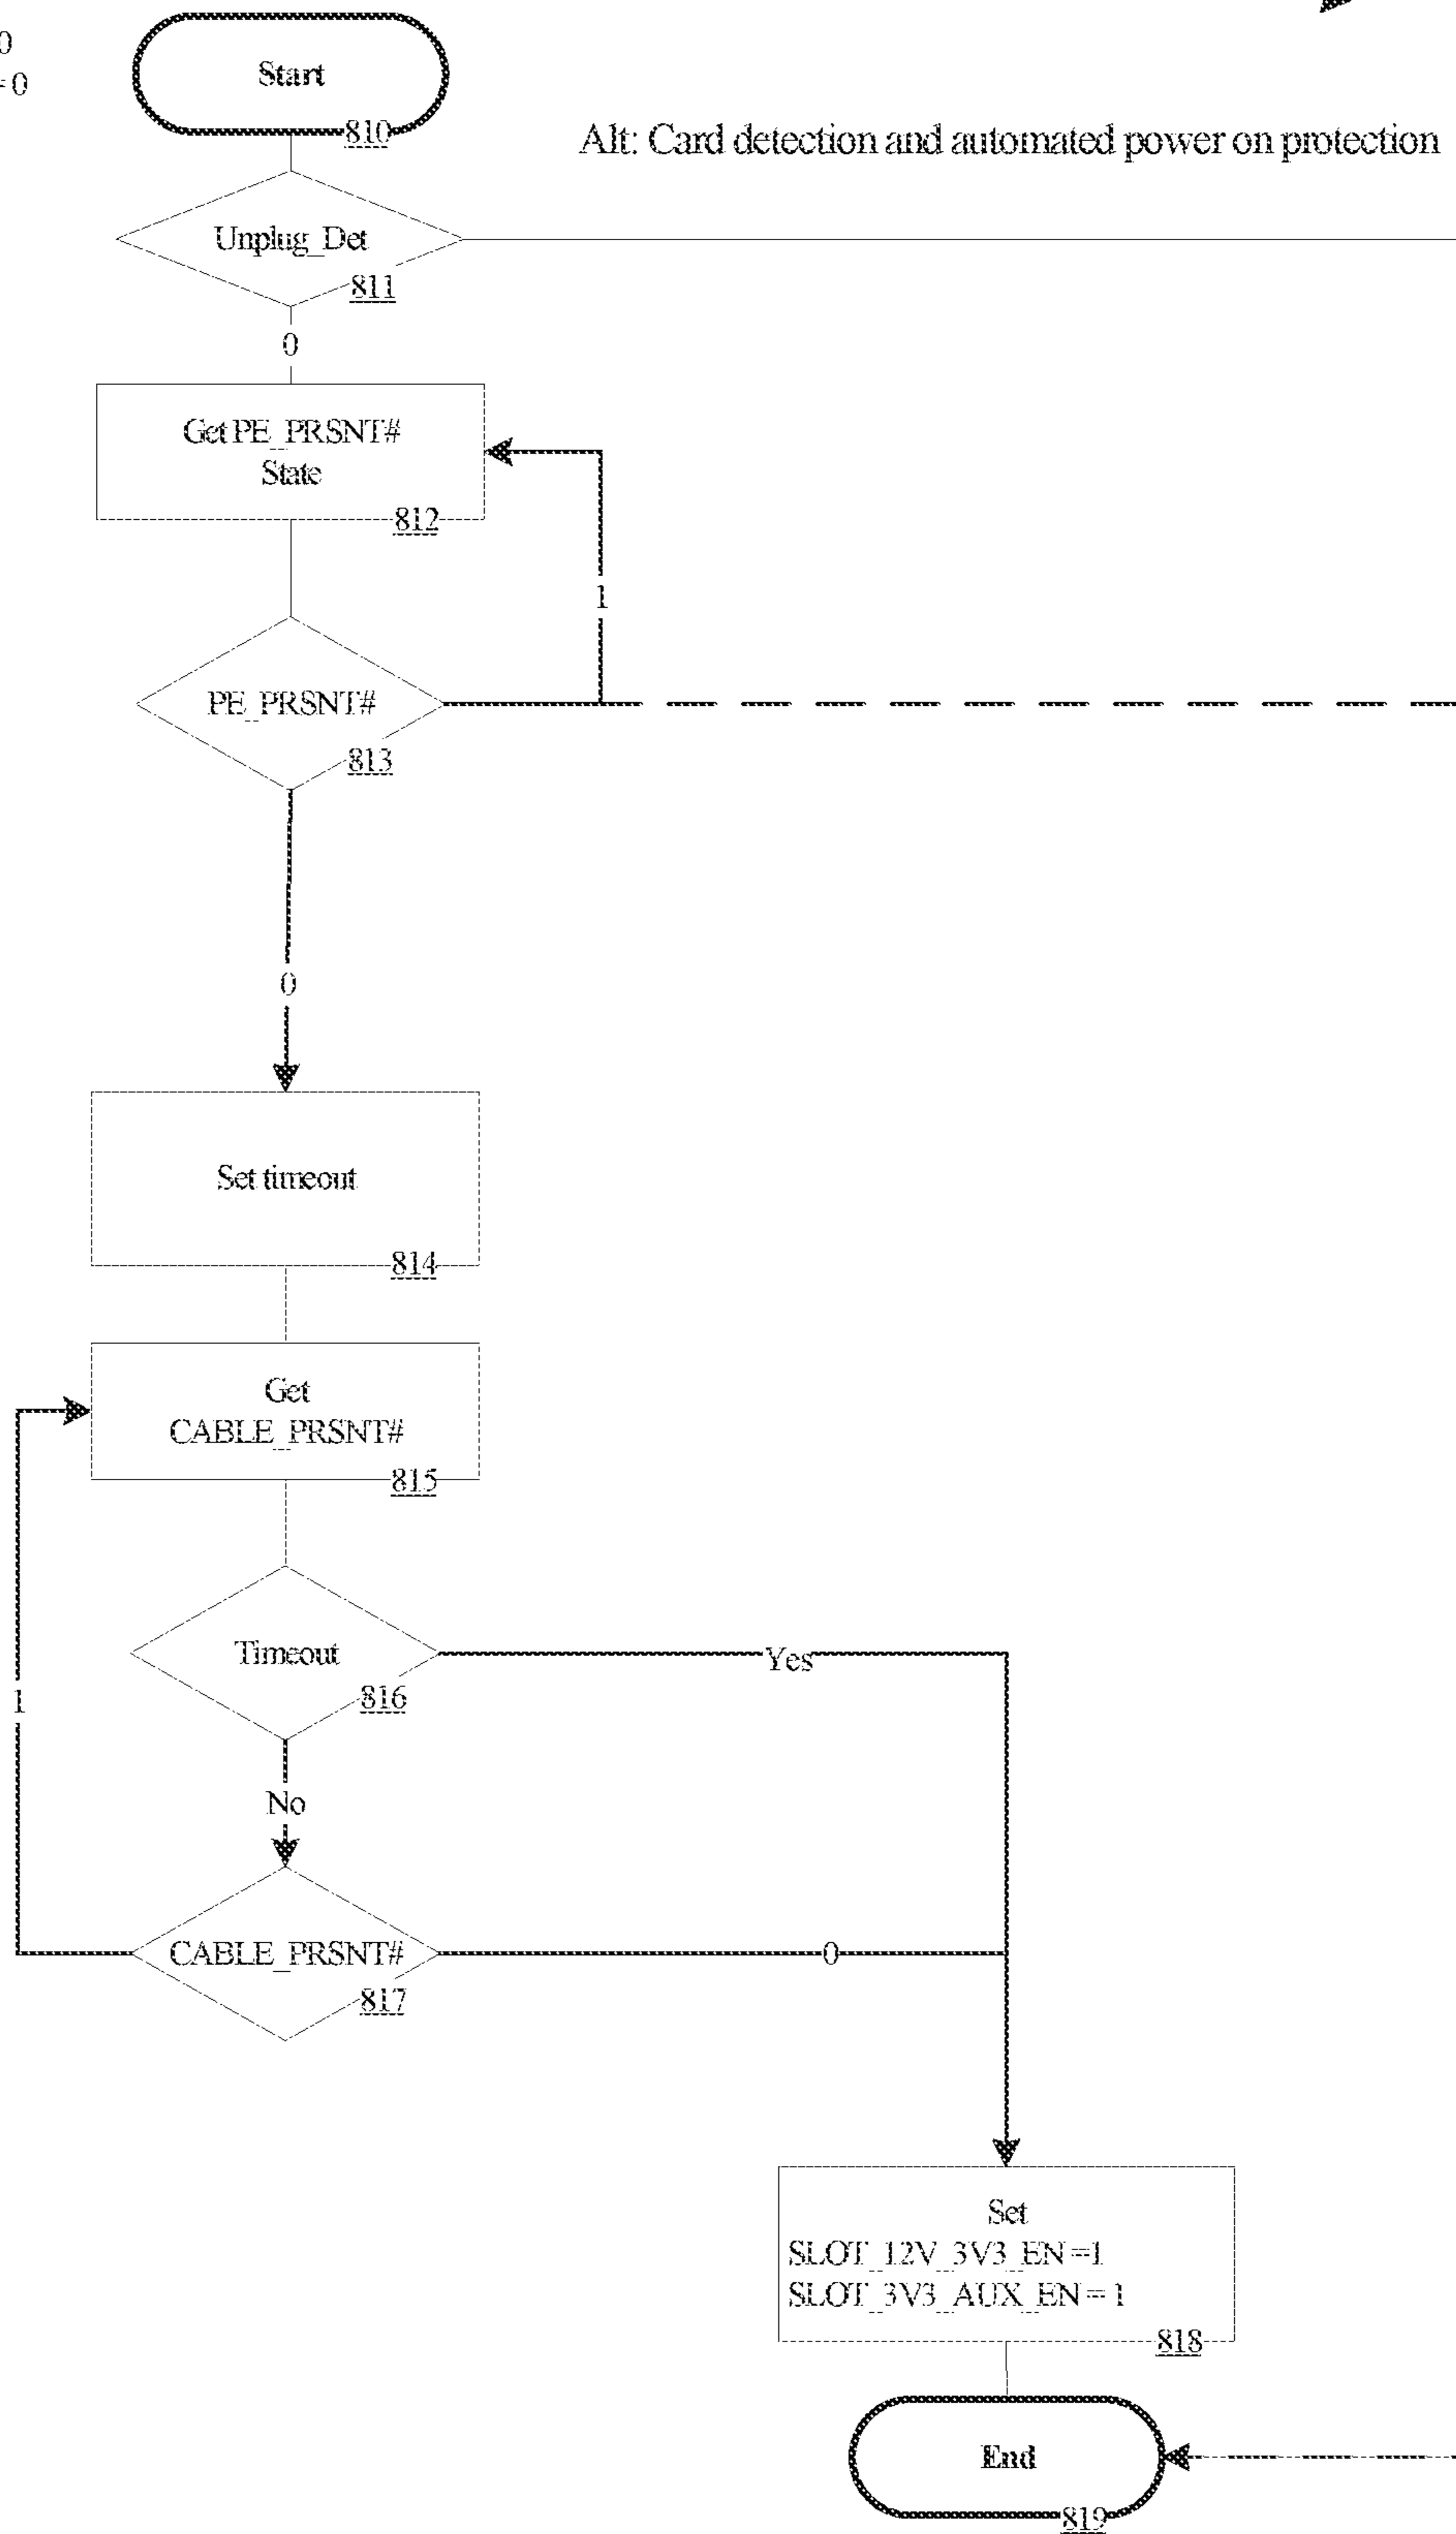 0
=0
Start
810
Alt: Card detection and automated power on protection
Unplug_Det
811
0
Get PE_PRSNT#
State
812
1
PE_PRSNT#
813
0
Set timeout
814
Get
CABLE_PRSNT#
815
Timeout
816
Yes
1
No
CABLE_PRSNT#
817
0
Set
SLOT_12V_3V3_EN=1
SLOT_3V3_AUX_EN = 1
818
End
819